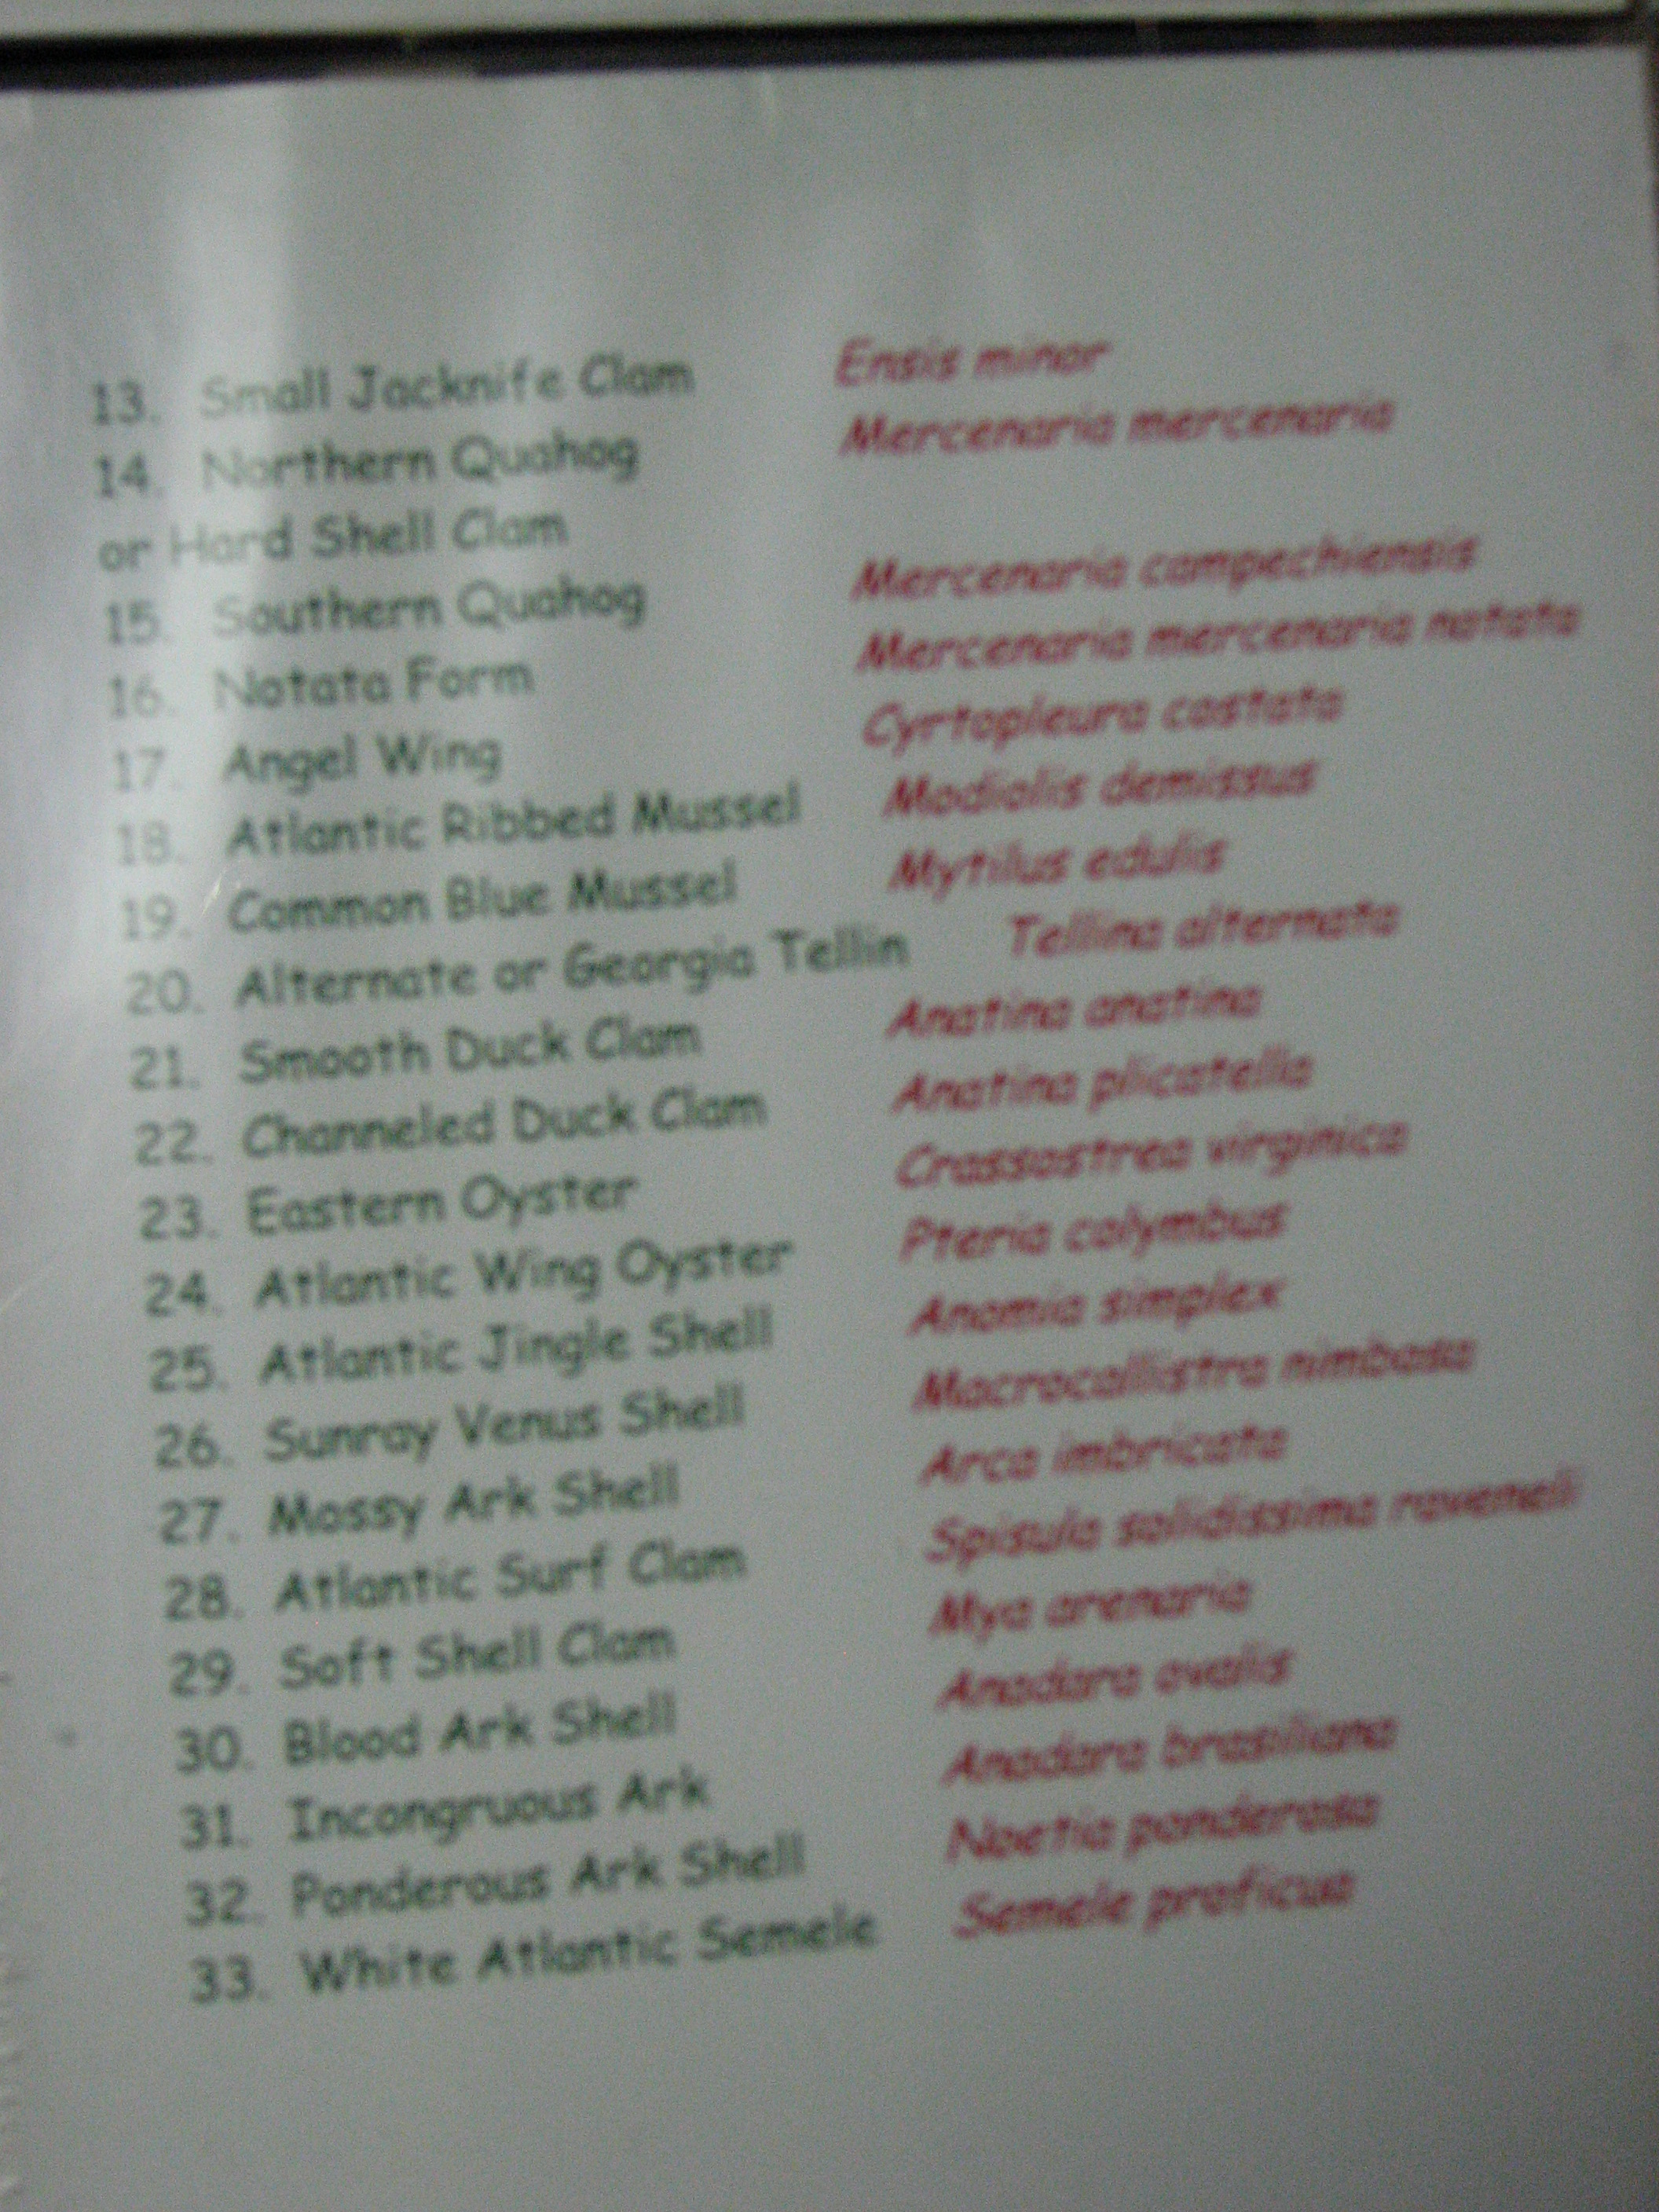 13. Small Jacknife Clam Ensis minor
14. Northern Quahog Mercenaria mercenaria
or Hard Shell Clam
15. Southern Quahog Mercenaria campechiensis
16. Notata Form Mercenaria mercenaria notata
17. Angel Wing Cyrtopleura costata
18. Atlantic Ribbed Mussel Modiolis demissus
19. Common Blue Mussel Mytilus edulis
20. Alternate or Georgia Tellin Tellina alternata
21. Smooth Duck Clam Anatina anatina
22. Channeled Duck Clam Anatina plicatella
23. Eastern Oyster Crassostrea virginica
24. Atlantic Wing Oyster Pteria colymbus
25. Atlantic Jingle Shell Anomia simplex
26. Sunray Venus Shell Macrocallistra nimbosa
27. Mossy Ark Shell Arca imbricata
28. Atlantic Surf Clam Spisula solidissima raveneli
29. Soft Shell Clam Mya arenaria
30. Blood Ark Shell Anadara ovalis
31. Incongruous Ark Anadara brasiliana
32. Ponderous Ark Shell Noetia ponderosa
33. White Atlantic Semele Semele proficua